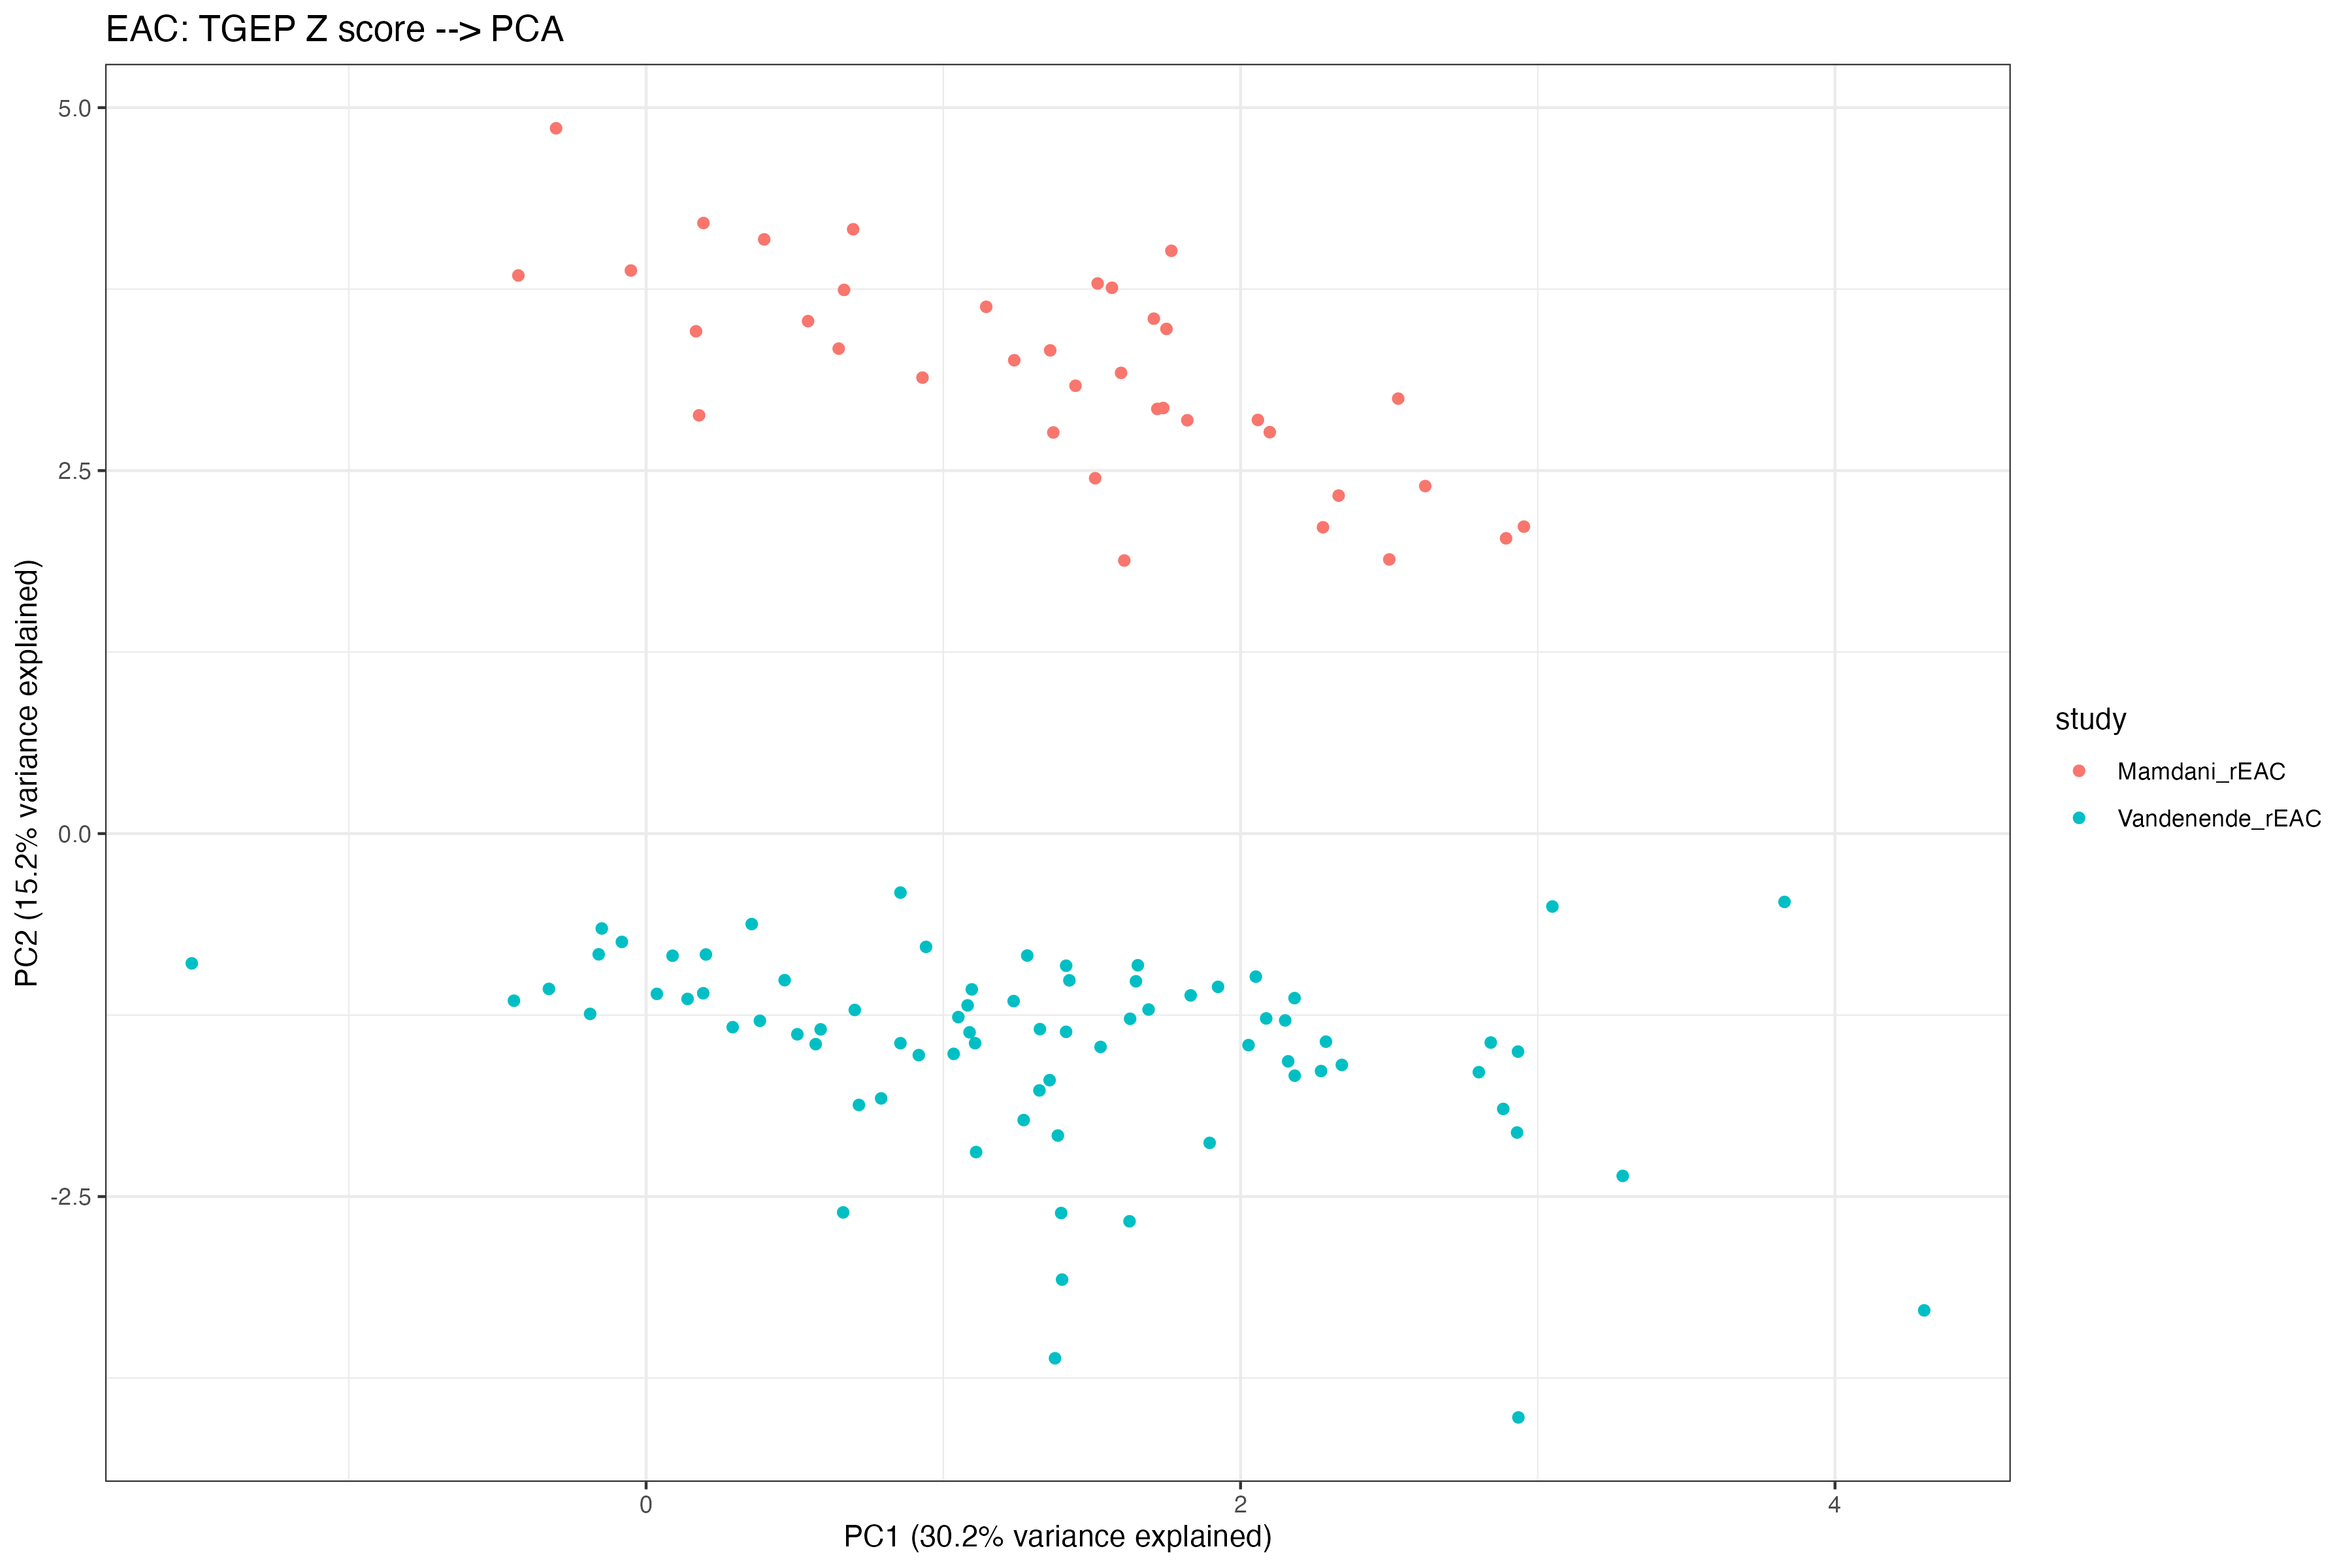 EAC: TGEP Z score --> PCA
5.0
2.5
0.0
-2.5
PC2 (15.2% variance explained)
0
2
4
PC1 (30.2% variance explained)
study
Mamdani_rEAC
Vandenende_rEAC